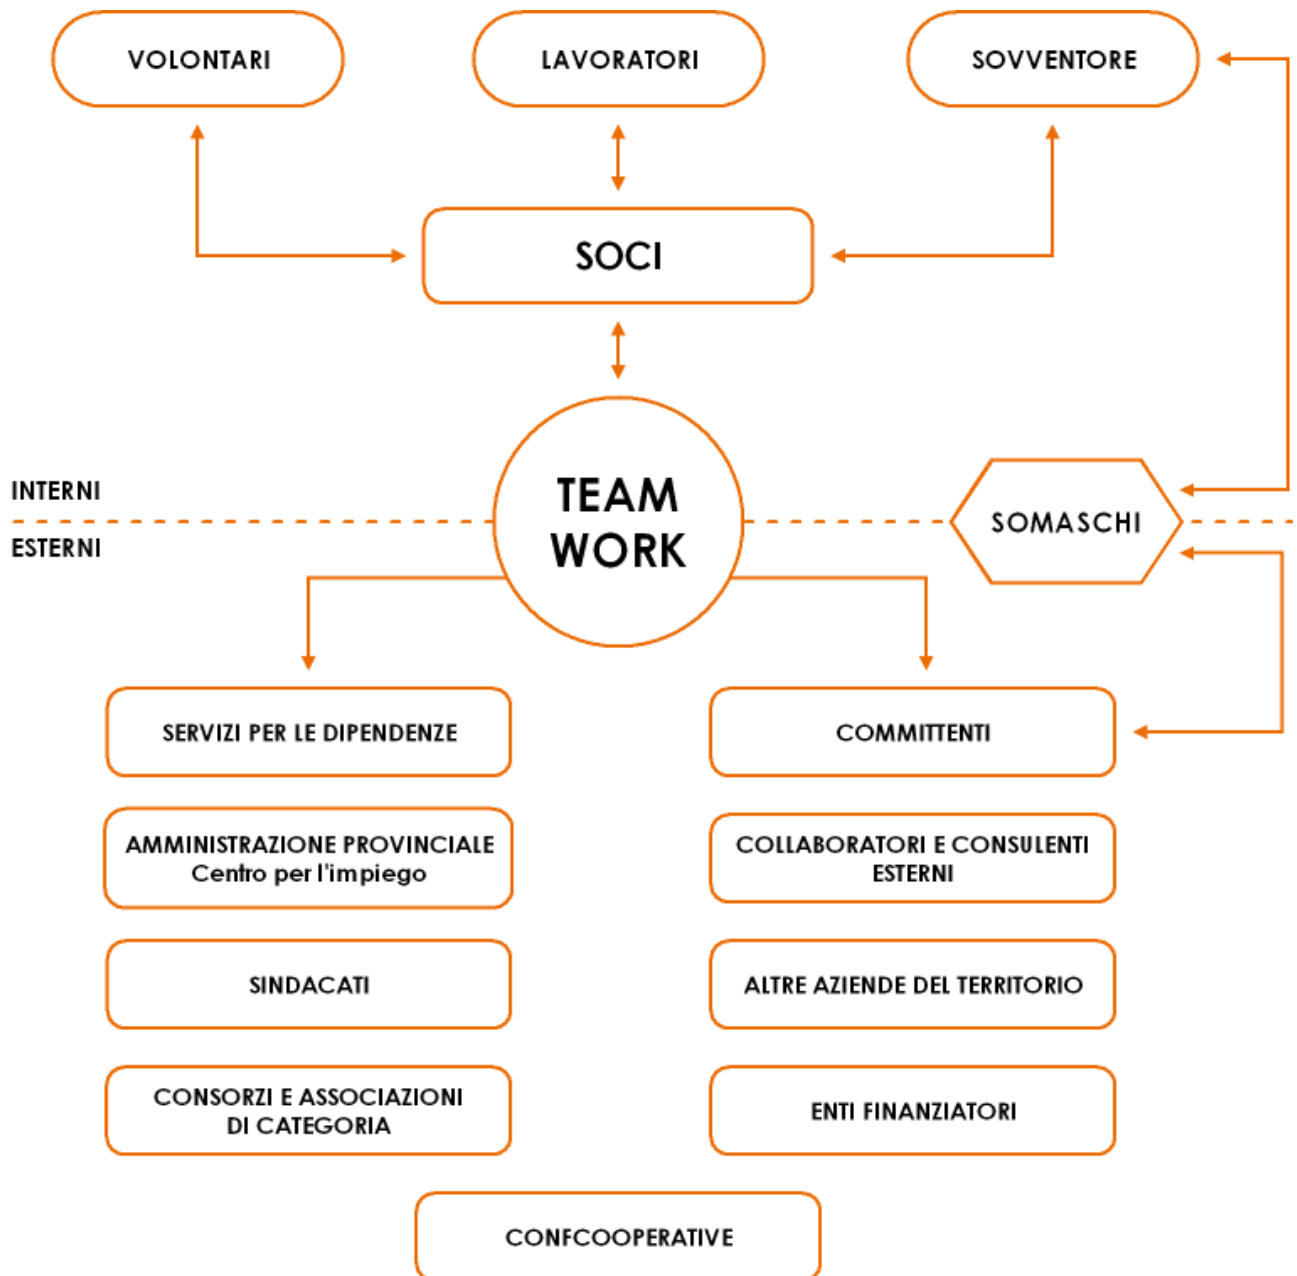 VOLONTARI
LAVORATORI
SOVVENTORE
SOCI
TEAM
WORK
INTERNI
ESTERNI
SOMASCHI
SERVIZI PER LE DIPENDENZE
COMMITTENTI
AMMINISTRAZIONE PROVINCIALE
Centro per l'impiego
COLLABORATORI E CONSULENTI
ESTERNI
SINDACATI
ALTRE AZIENDE DEL TERRITORIO
CONSORZI E ASSOCIAZIONI
DI CATEGORIA
ENTI FINANZIATORI
CONFCOOPERATIVE